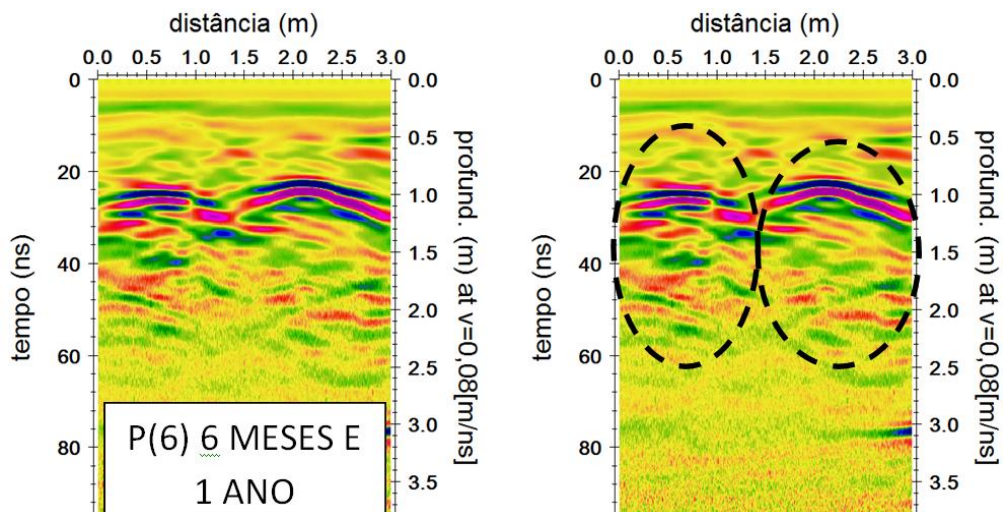 distância (m)
0.0 0.5 1.0 1.5 2.0 2.5 3.0
0
20
40
60
80
tempo (ns)
0.0
0.5
1.0
1.5
2.0
2.5
3.0
3.5
profund. (m) at v=0,08[m/ns]
P(6) 6 MESES E
1 ANO
distância (m)
0.0 0.5 1.0 1.5 2.0 2.5 3.0
0
20
40
60
80
tempo (ns)
0.0
0.5
1.0
1.5
2.0
2.5
3.0
3.5
profund. (m) at v=0,08[m/ns]